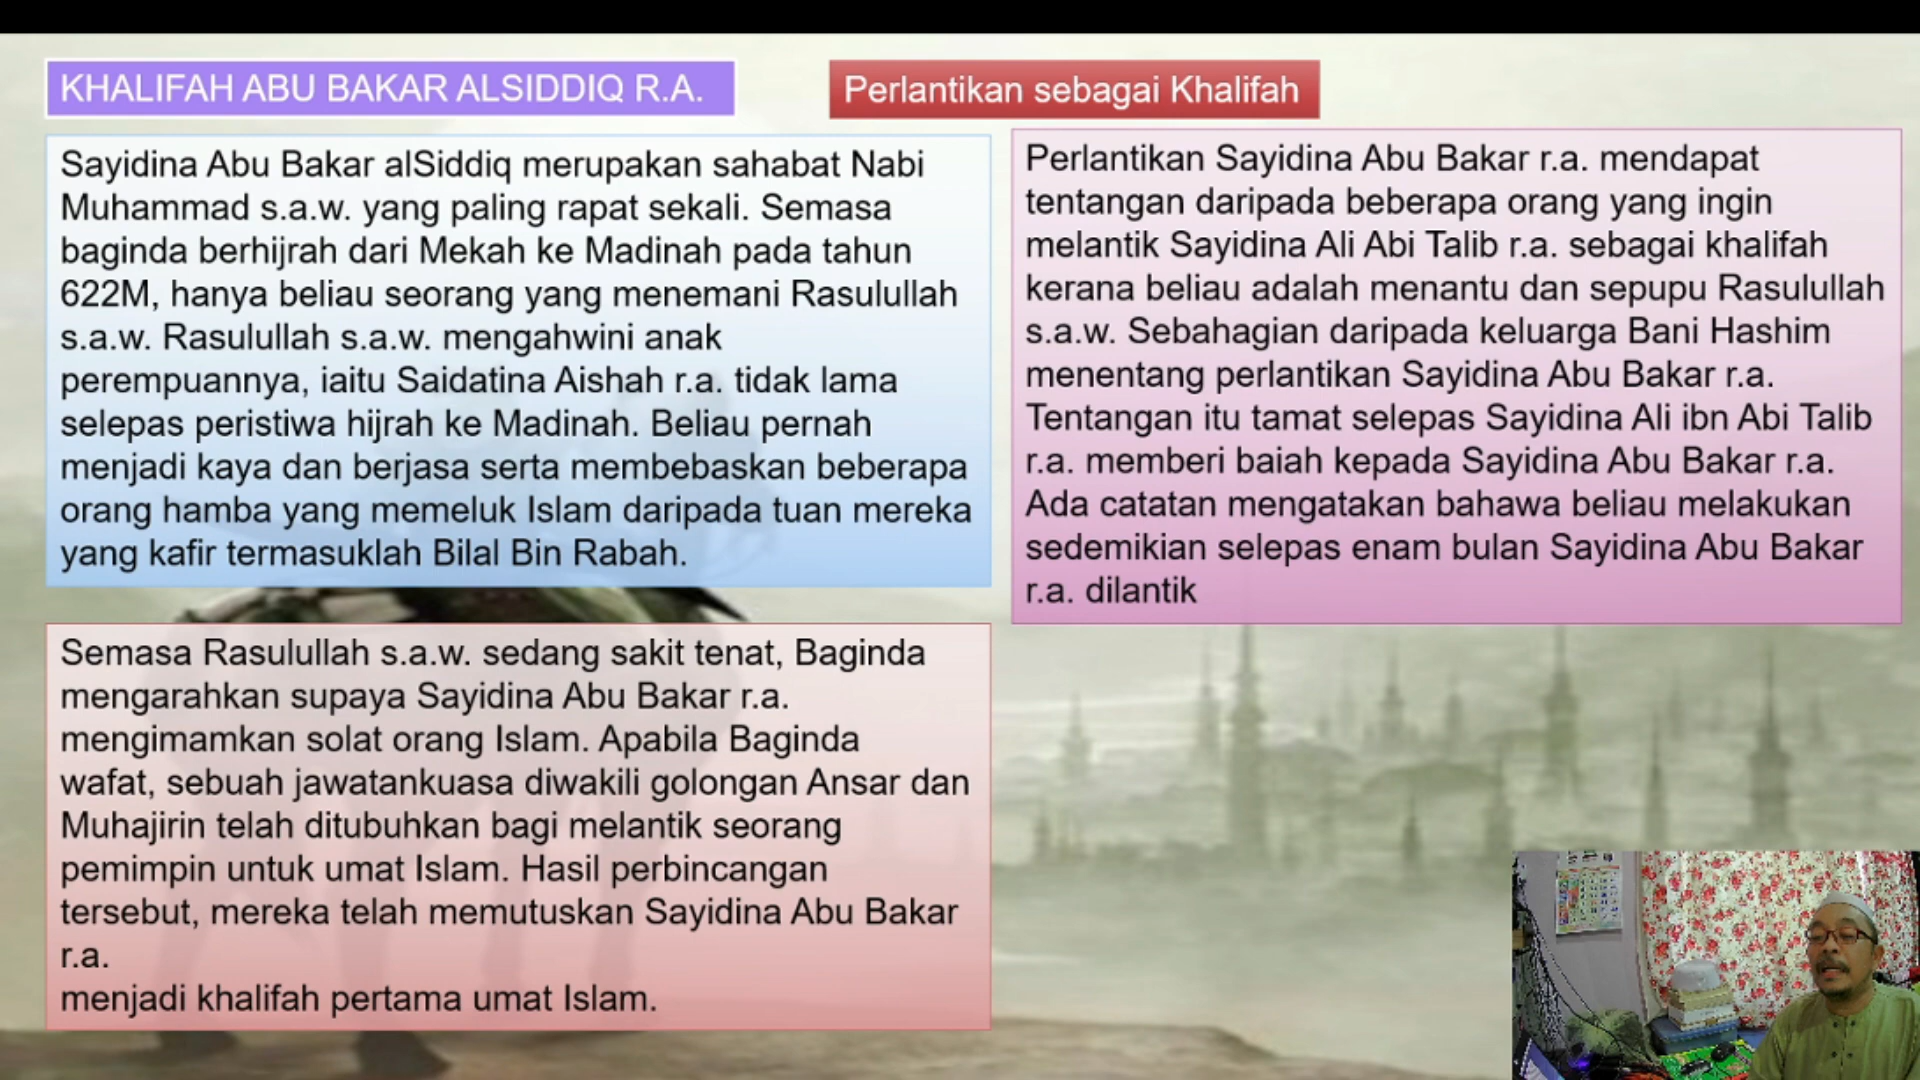 KHALIFAH ABU BAKAR ALSIDDIQ R.A.
Sayidina Abu Bakar alSiddiq merupakan sahabat Nabi
Muhammad s.a.w. yang paling rapat sekali. Semasa
baginda berhijrah dari Mekah ke Madinah pada tahun
622M, hanya beliau seorang yang menemani Rasulullah
s.a.w. Rasulullah s.a.w. mengahwini anak
perempuannya, iaitu Saidatina Aishah r.a. tidak lama
selepas peristiwa hijrah ke Madinah. Beliau pernah
menjadi kaya dan berjasa serta membebaskan beberapa
orang hamba yang memeluk Islam daripada tuan mereka
yang kafir termasuklah Bilal Bin Rabah.
Semasa Rasulullah s.a.w. sedang sakit tenat, Baginda
mengarahkan supaya Sayidina Abu Bakar r.a.
mengimamkan solat orang Islam. Apabila Baginda
wafat, sebuah jawatankuasa diwakili golongan Ansar dan
Muhajirin telah ditubuhkan bagi melantik seorang
pemimpin untuk umat Islam. Hasil perbincangan
tersebut, mereka telah memutuskan Sayidina Abu Bakar
r.a.
menjadi khalifah pertama umat Islam.
Perlantikan sebagai Khalifah
Perlantikan Sayidina Abu Bakar r.a. mendapat
tentangan daripada beberapa orang yang ingin
melantik Sayidina Ali Abi Talib r.a. sebagai khalifah
kerana beliau adalah menantu dan sepupu Rasulullah
s.a.w. Sebahagian daripada keluarga Bani Hashim
menentang perlantikan Sayidina Abu Bakar r.a.
Tentangan itu tamat selepas Sayidina Ali ibn Abi Talib
r.a. memberi baiah kepada Sayidina Abu Bakar r.a.
Ada catatan mengatakan bahawa beliau melakukan
sedemikian selepas enam bulan Sayidina Abu Bakar
r.a. dilantik